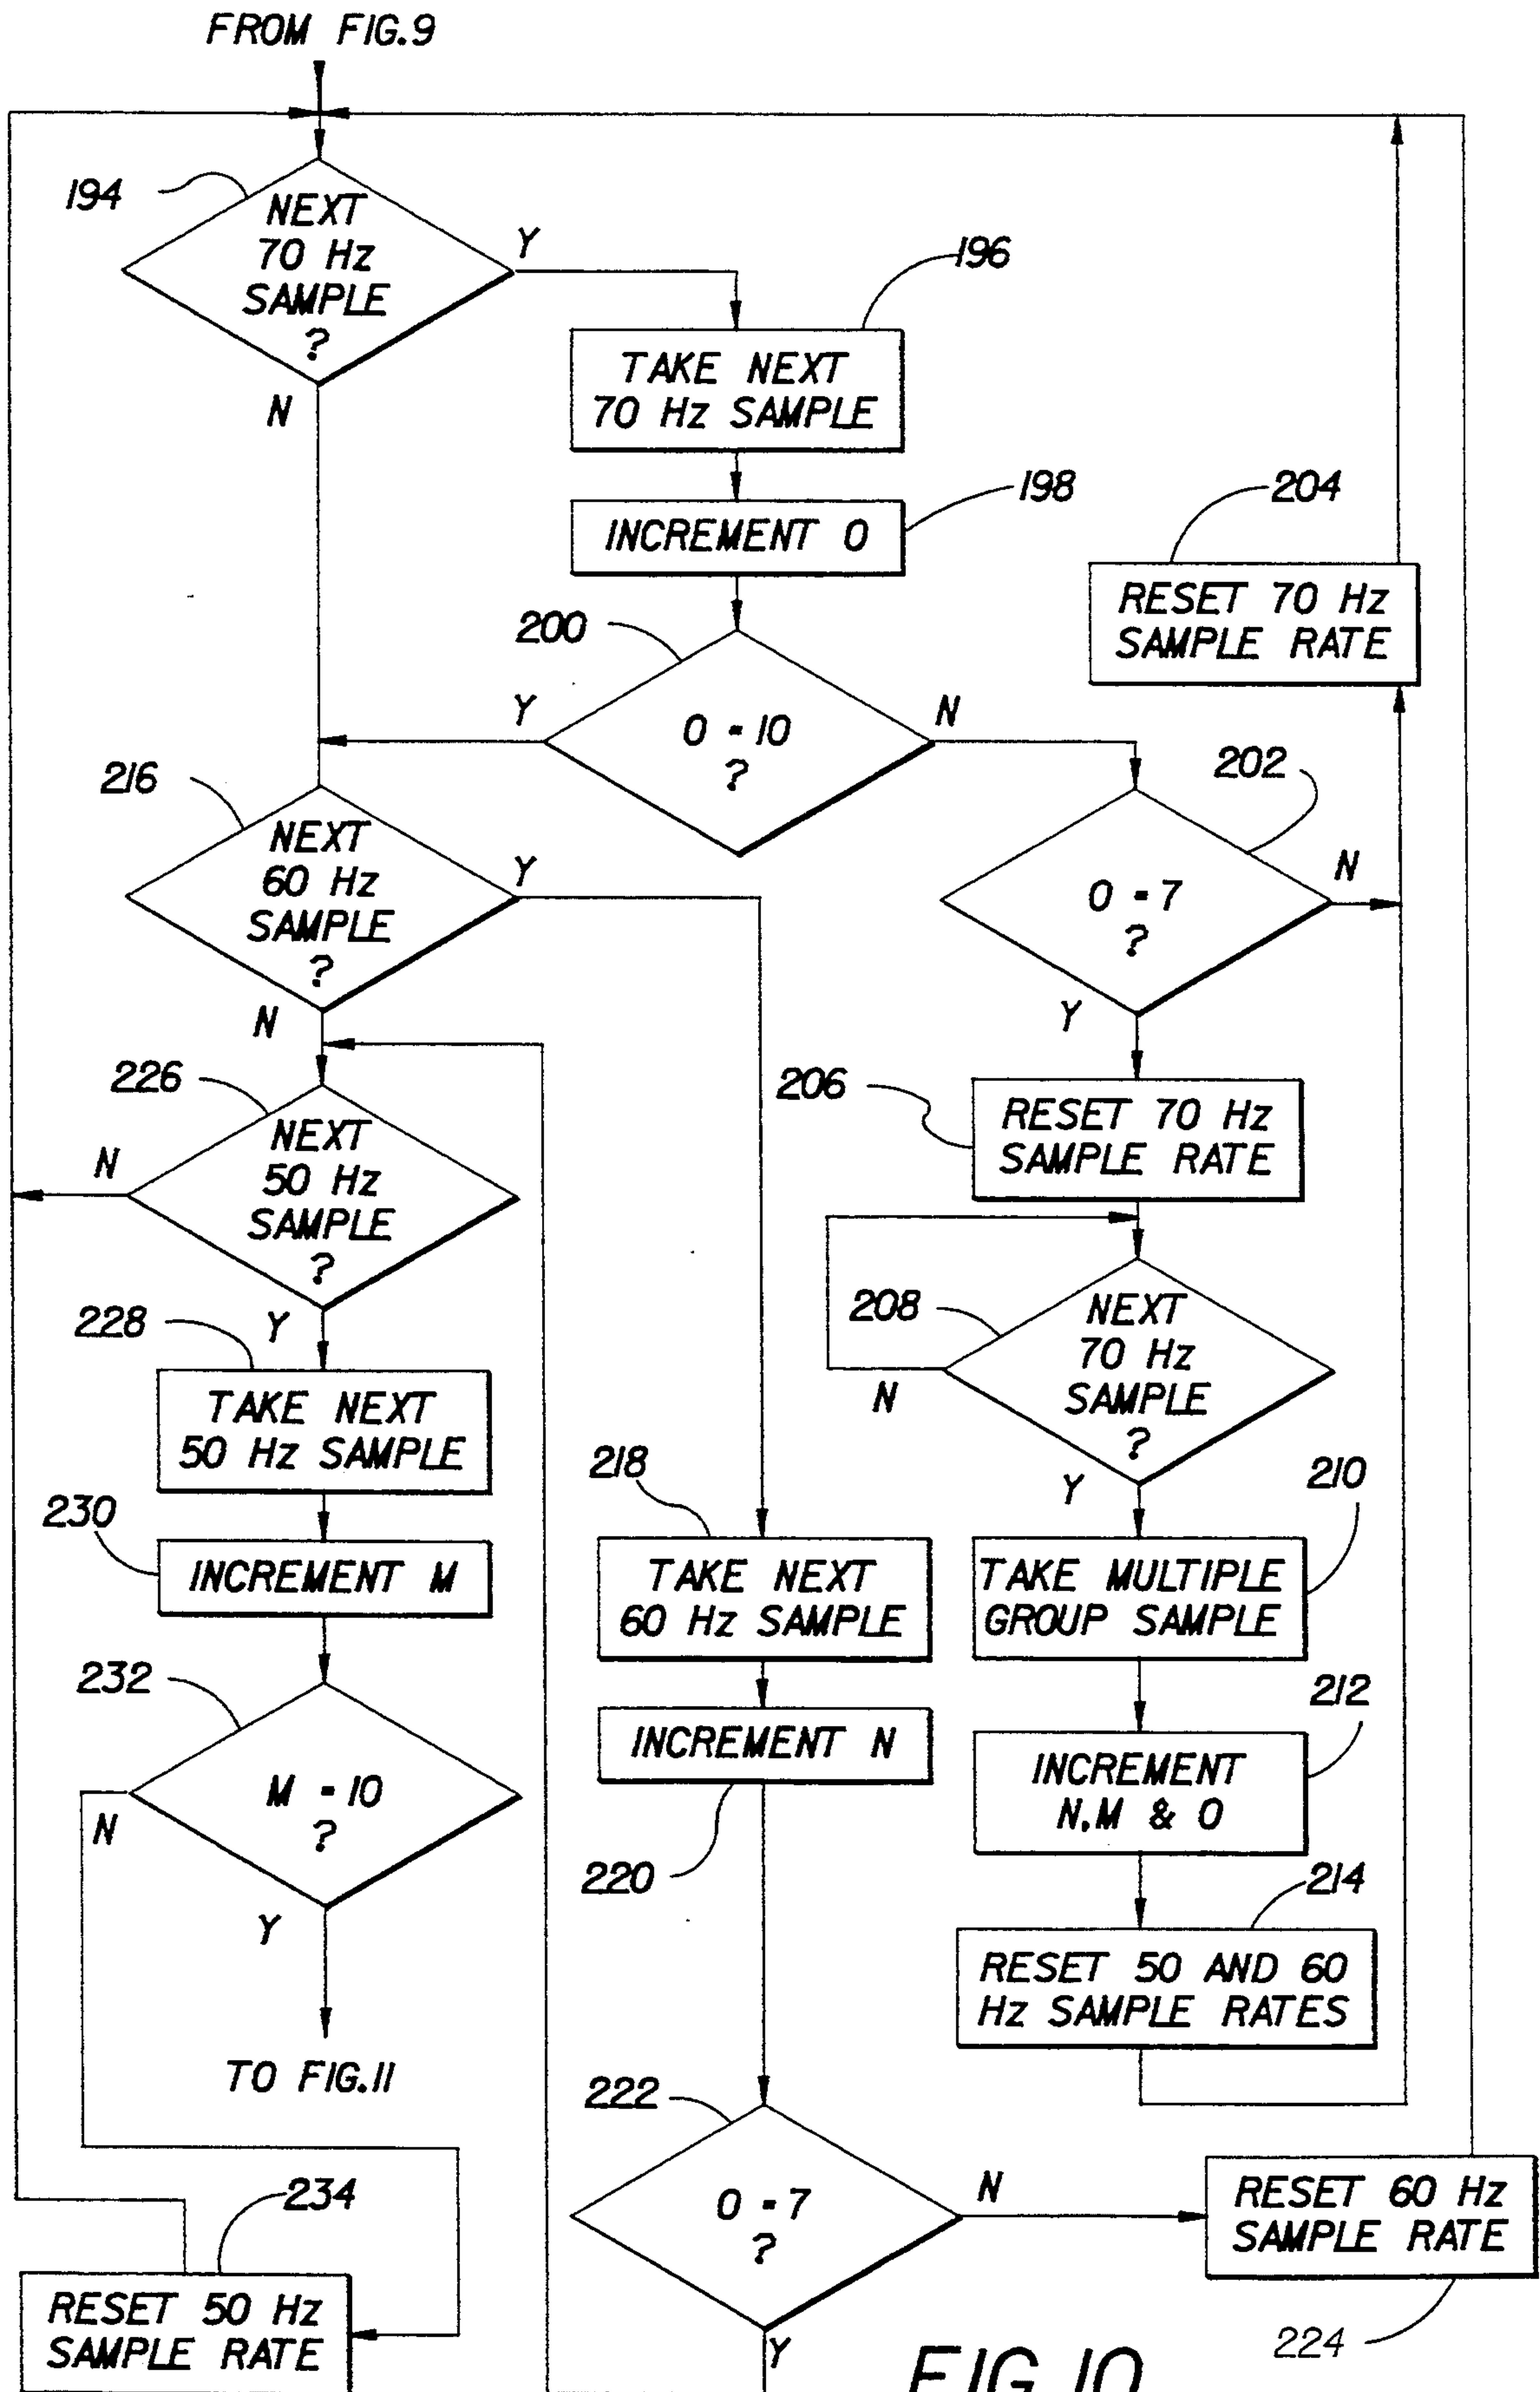 FROM FIG.9
194
NEXT
70 Hz
SAMPLE
?
Y
N
196
TAKE NEXT
70 Hz SAMPLE
198
INCREMENT O
200
O = 10
?
Y
N
204
RESET 70 Hz
SAMPLE RATE
202
O = 7
?
N
Y
216
NEXT
60 Hz
SAMPLE
?
Y
N
206
RESET 70 Hz
SAMPLE RATE
226
NEXT
50 Hz
SAMPLE
?
N
Y
208
NEXT
70 Hz
SAMPLE
?
N
Y
228
TAKE NEXT
50 Hz SAMPLE
230
INCREMENT M
218
TAKE NEXT
60 Hz SAMPLE
210
TAKE MULTIPLE
GROUP SAMPLE
220
INCREMENT N
212
INCREMENT
N,M & O
232
M = 10
?
N
Y
TO FIG.11
214
RESET 50 AND 60
Hz SAMPLE RATES
222
O = 7
?
N
Y
224
RESET 60 Hz
SAMPLE RATE
234
RESET 50 Hz
SAMPLE RATE
FIG.10